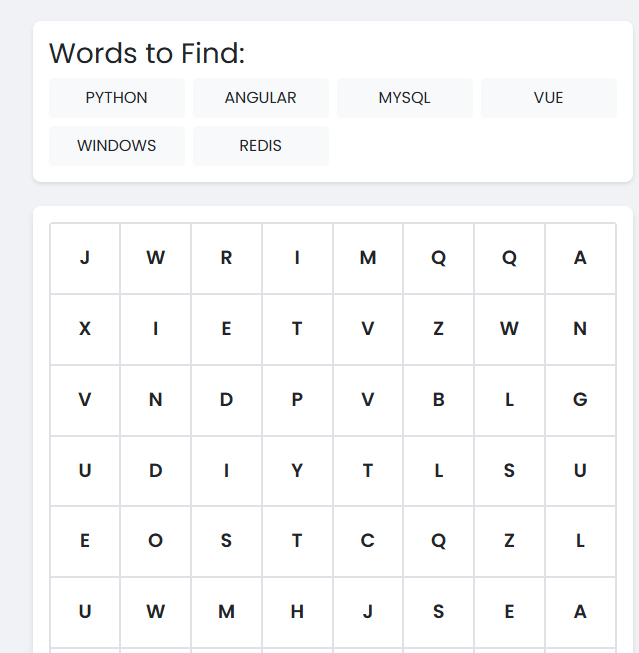 Words to Find:
PYTHON ANGULAR MYSQL VUE
WINDOWS REDIS
J W R I M Q Q A
X I E T V Z W N
V N D P V B L G
U D I Y T L S U
E O S T C Q Z L
U W M H J S E A